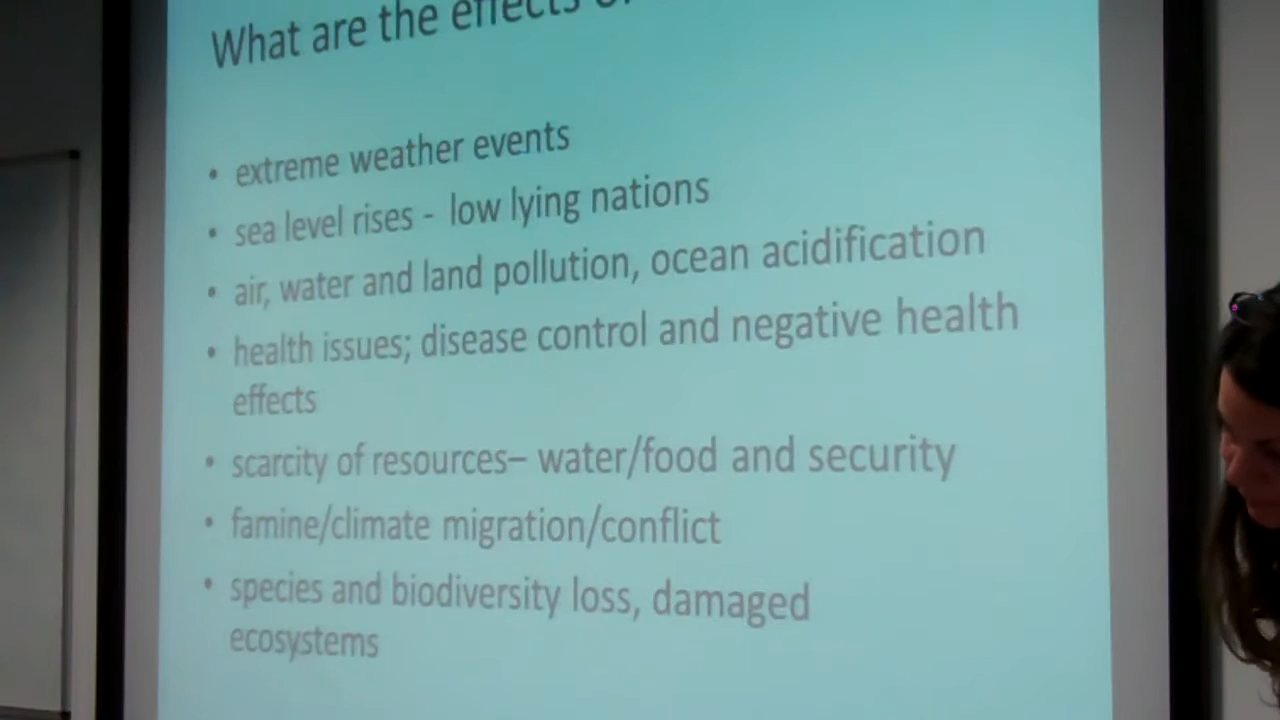 What are the effects of
• extreme weather events
• sea level rises - low lying nations
• air, water and land pollution, ocean acidification
• health issues; disease control and negative health
effects
• scarcity of resources– water/food and security
• famine/climate migration/conflict
• species and biodiversity loss, damaged
ecosystems